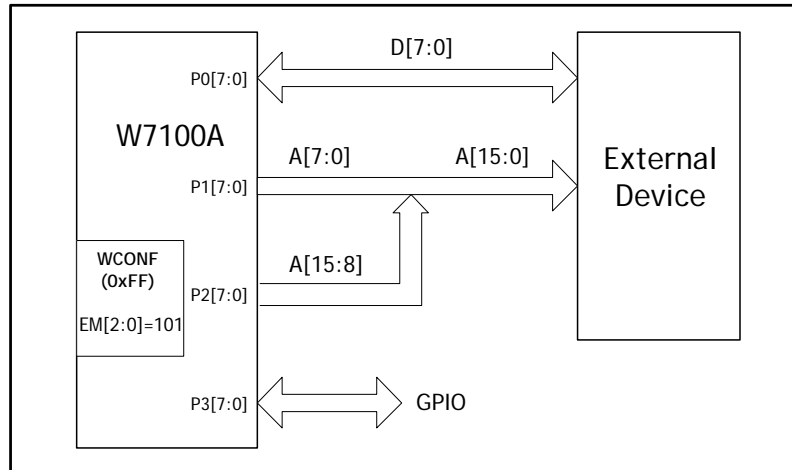 D[7:0]
P0[7:0]
W7100A
A[7:0]
A[15:0]
External
Device
P1[7:0]
WCONF
(0xFF)
A[15:8]
P2[7:0]
EM[2:0]=101
P3[7:0]
GPIO